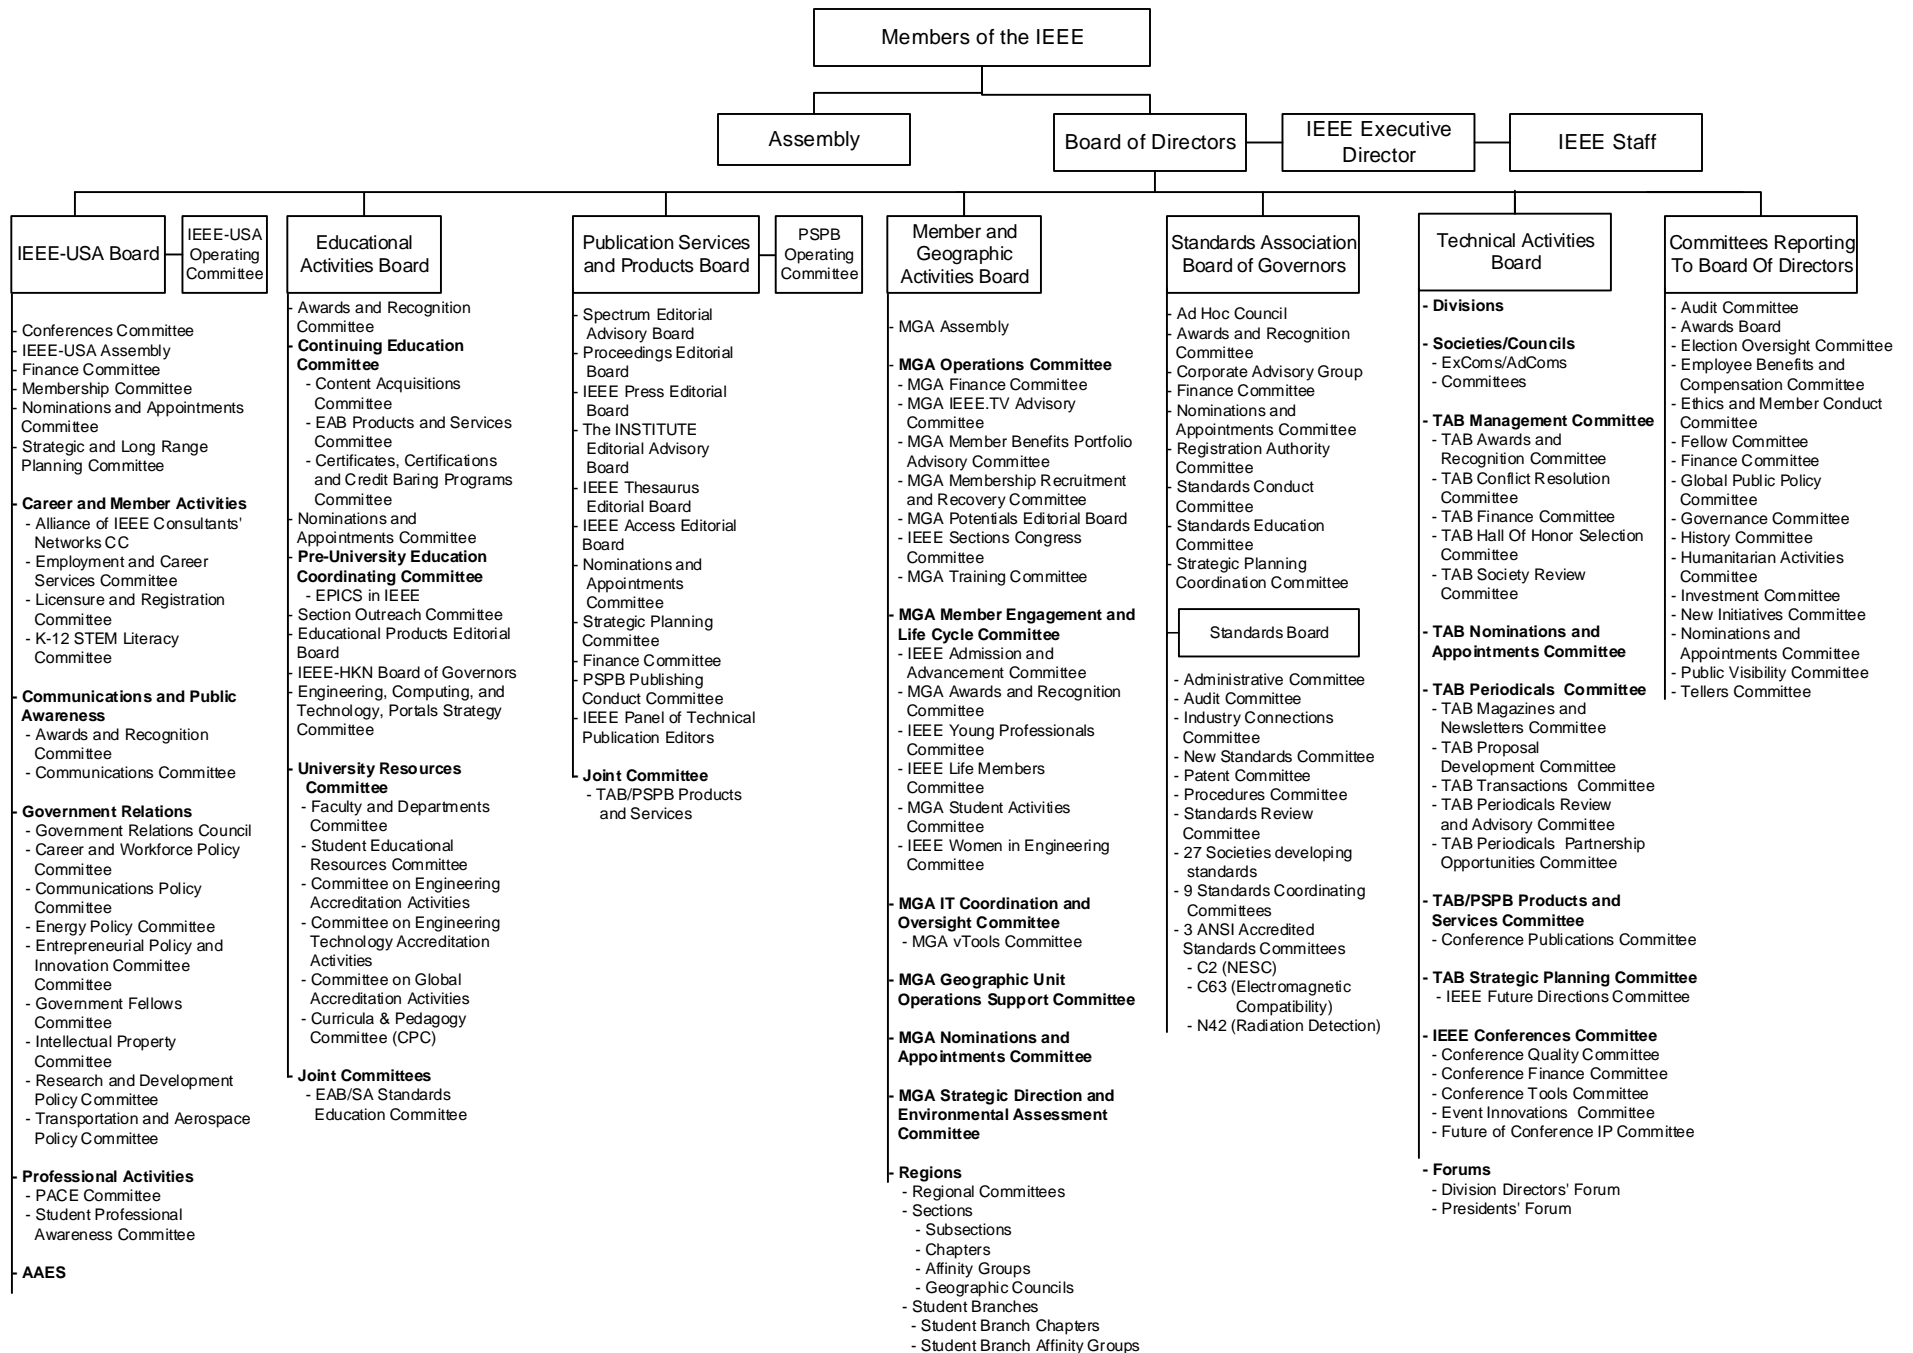 Members of the IEEE
Assembly
Board of Directors
IEEE Executive
Director
IEEE Staff
IEEE-USA Board
IEEE-USA
Operating
Committee
- Conferences Committee
- IEEE-USA Assembly
- Finance Committee
- Membership Committee
- Nominations and Appointments
Committee
- Strategic and Long Range
Planning Committee
- Career and Member Activities
- Alliance of IEEE Consultants'
Networks CC
- Employment and Career
Services Committee
- Licensure and Registration
Committee
- K-12 STEM Literacy
Committee
- Communications and Public
Awareness
- Awards and Recognition
Committee
- Communications Committee
- Government Relations
- Government Relations Council
- Career and Workforce Policy
Committee
- Communications Policy
Committee
- Energy Policy Committee
- Entrepreneurial Policy and
Innovation Committee
Committee
- Government Fellows
Committee
- Intellectual Property
Committee
- Research and Development
Policy Committee
- Transportation and Aerospace
Policy Committee
- Professional Activities
- PACE Committee
- Student Professional
Awareness Committee
- AAES
Educational
Activities Board
- Awards and Recognition
Committee
- Continuing Education
Committee
- Content Acquisitions
Committee
- EAB Products and Services
Committee
- Certificates, Certifications
and Credit Baring Programs
Committee
- Nominations and
Appointments Committee
- Pre-University Education
Coordinating Committee
- EPICS in IEEE
- Section Outreach Committee
- Educational Products Editorial
Board
- IEEE-HKN Board of Governors
- Engineering, Computing, and
Technology, Portals Strategy
Committee
- University Resources
Committee
- Faculty and Departments
Committee
- Student Educational
Resources Committee
- Committee on Engineering
Accreditation Activities
- Committee on Engineering
Technology Accreditation
Activities
- Committee on Global
Accreditation Activities
- Curricula & Pedagogy
Committee (CPC)
- Joint Committees
- EAB/SA Standards
Education Committee
Publication Services
and Products Board
PSPB
Operating
Committee
- Spectrum Editorial
Advisory Board
- Proceedings Editorial
Board
- IEEE Press Editorial
Board
- The INSTITUTE
Editorial Advisory
Board
- IEEE Thesaurus
Editorial Board
- IEEE Access Editorial
Board
- Nominations and
Appointments
Committee
- Strategic Planning
Committee
- Finance Committee
- PSPB Publishing
Conduct Committee
- IEEE Panel of Technical
Publication Editors
- Joint Committee
- TAB/PSPB Products
and Services
Member and
Geographic
Activities Board
- MGA Assembly
- MGA Operations Committee
- MGA Finance Committee
- MGA IEEE.TV Advisory
Committee
- MGA Member Benefits Portfolio
Advisory Committee
- MGA Membership Recruitment
and Recovery Committee
- MGA Potentials Editorial Board
- IEEE Sections Congress
Committee
- MGA Training Committee
- MGA Member Engagement and
Life Cycle Committee
- IEEE Admission and
Advancement Committee
- MGA Awards and Recognition
Committee
- IEEE Young Professionals
Committee
- IEEE Life Members
Committee
- MGA Student Activities
Committee
- IEEE Women in Engineering
Committee
- MGA IT Coordination and
Oversight Committee
- MGA vTools Committee
- MGA Geographic Unit
Operations Support Committee
- MGA Nominations and
Appointments Committee
- MGA Strategic Direction and
Environmental Assessment
Committee
- Regions
- Regional Committees
- Sections
- Subsections
- Chapters
- Affinity Groups
- Geographic Councils
- Student Branches
- Student Branch Chapters
- Student Branch Affinity Groups
Standards Association
Board of Governors
- Ad Hoc Council
- Awards and Recognition
Committee
- Corporate Advisory Group
- Finance Committee
- Nominations and
Appointments Committee
- Registration Authority
Committee
- Standards Conduct
Committee
- Standards Education
Committee
- Strategic Planning
Coordination Committee
Standards Board
- Administrative Committee
- Audit Committee
- Industry Connections
Committee
- New Standards Committee
- Patent Committee
- Procedures Committee
- Standards Review
Committee
- 27 Societies developing
standards
- 9 Standards Coordinating
Committees
- 3 ANSI Accredited
Standards Committees
- C2 (NESC)
- C63 (Electromagnetic
Compatibility)
- N42 (Radiation Detection)
Technical Activities
Board
- Divisions
- Societies/Councils
- ExComs/AdComs
- Committees
- TAB Management Committee
- TAB Awards and
Recognition Committee
- TAB Conflict Resolution
Committee
- TAB Finance Committee
- TAB Hall Of Honor Selection
Committee
- TAB Society Review
Committee
- TAB Nominations and
Appointments Committee
- TAB Periodicals Committee
- TAB Magazines and
Newsletters Committee
- TAB Proposal
Development Committee
- TAB Transactions Committee
- TAB Periodicals Review
and Advisory Committee
- TAB Periodicals Partnership
Opportunities Committee
- TAB/PSPB Products and
Services Committee
- Conference Publications Committee
- TAB Strategic Planning Committee
- IEEE Future Directions Committee
- IEEE Conferences Committee
- Conference Quality Committee
- Conference Finance Committee
- Conference Tools Committee
- Event Innovations Committee
- Future of Conference IP Committee
- Forums
- Division Directors' Forum
- Presidents' Forum
Committees Reporting
To Board Of Directors
- Audit Committee
- Awards Board
- Election Oversight Committee
- Employee Benefits and
Compensation Committee
- Ethics and Member Conduct
Committee
- Fellow Committee
- Finance Committee
- Global Public Policy
Committee
- Governance Committee
- History Committee
- Humanitarian Activities
Committee
- Investment Committee
- New Initiatives Committee
- Nominations and
Appointments Committee
- Public Visibility Committee
- Tellers Committee